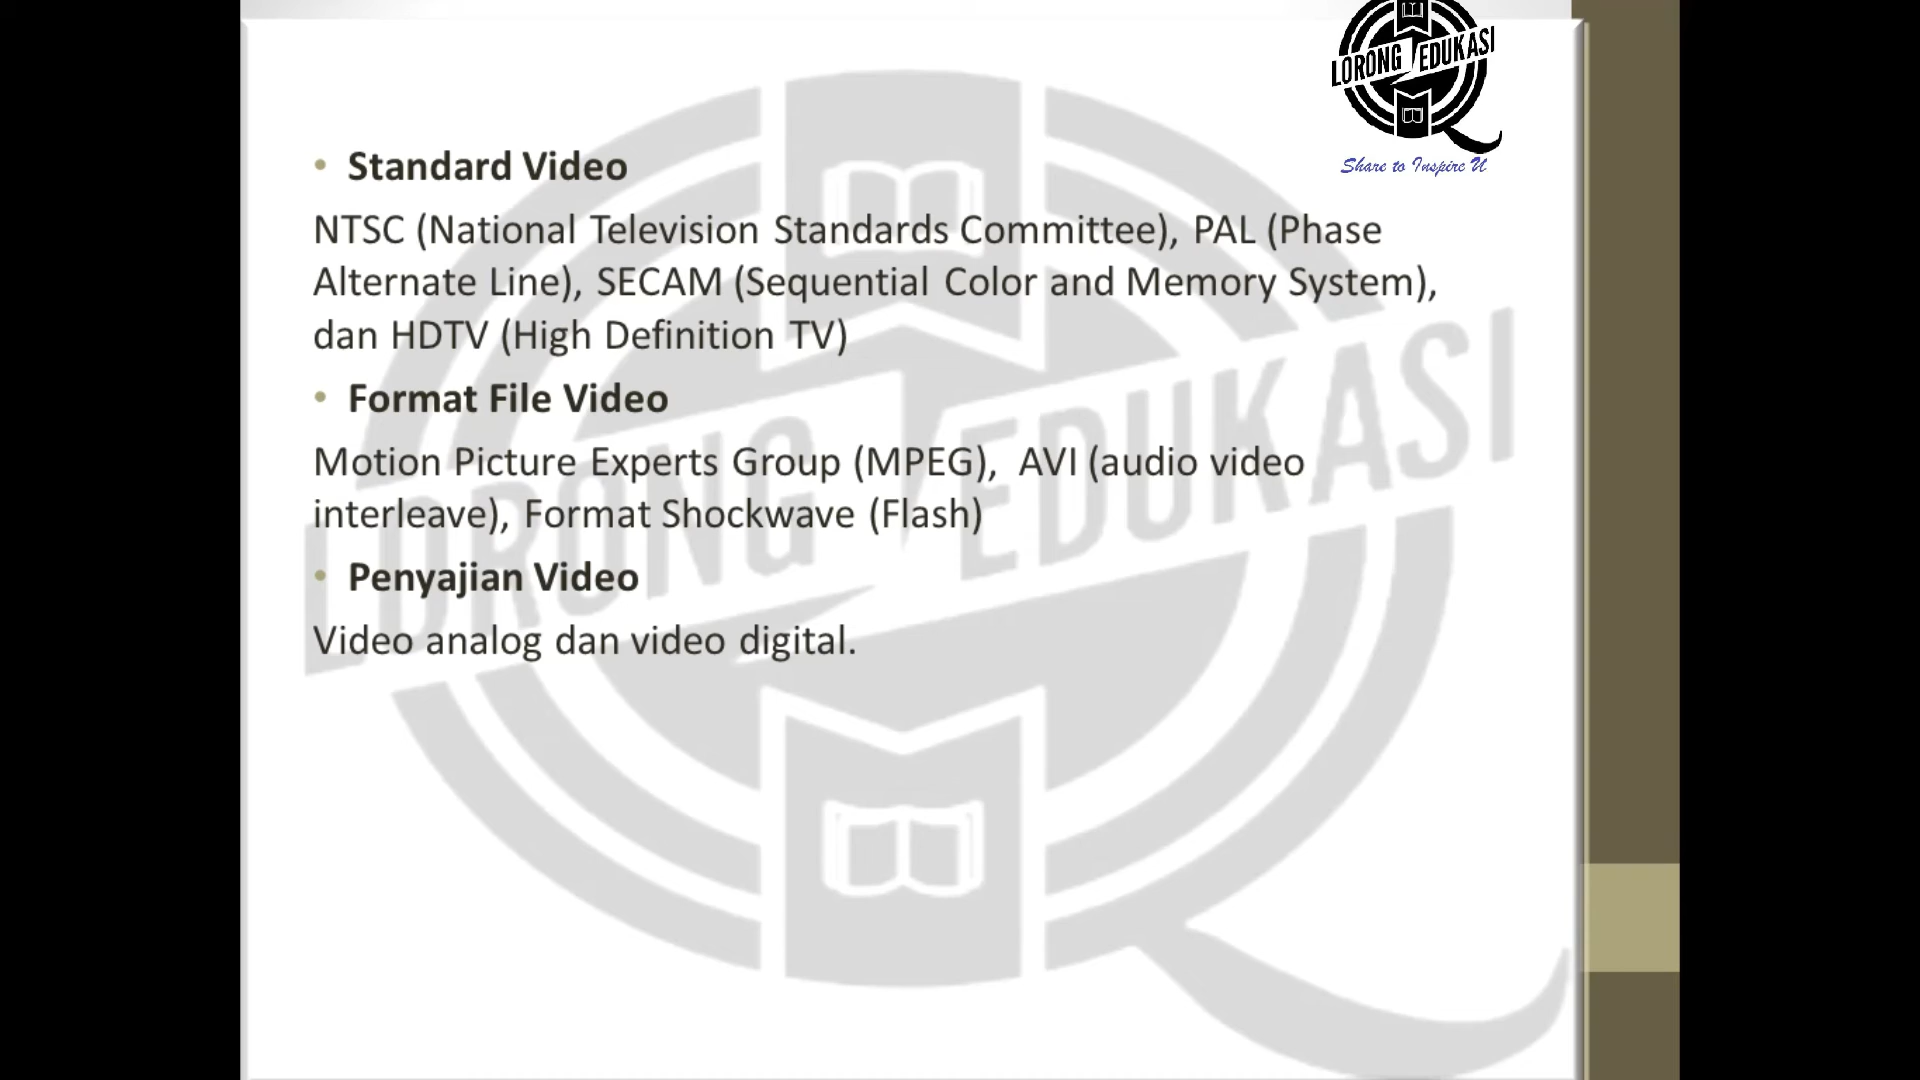 LORONG EDUKASI
Share to Inspire U
• Standard Video
NTSC (National Television Standards Committee), PAL (Phase
Alternate Line), SECAM (Sequential Color and Memory System),
dan HDTV (High Definition TV)
• Format File Video
Motion Picture Experts Group (MPEG), AVI (audio video
interleave), Format Shockwave (Flash)
• Penyajian Video
Video analog dan video digital.
LORONG EDUKASI